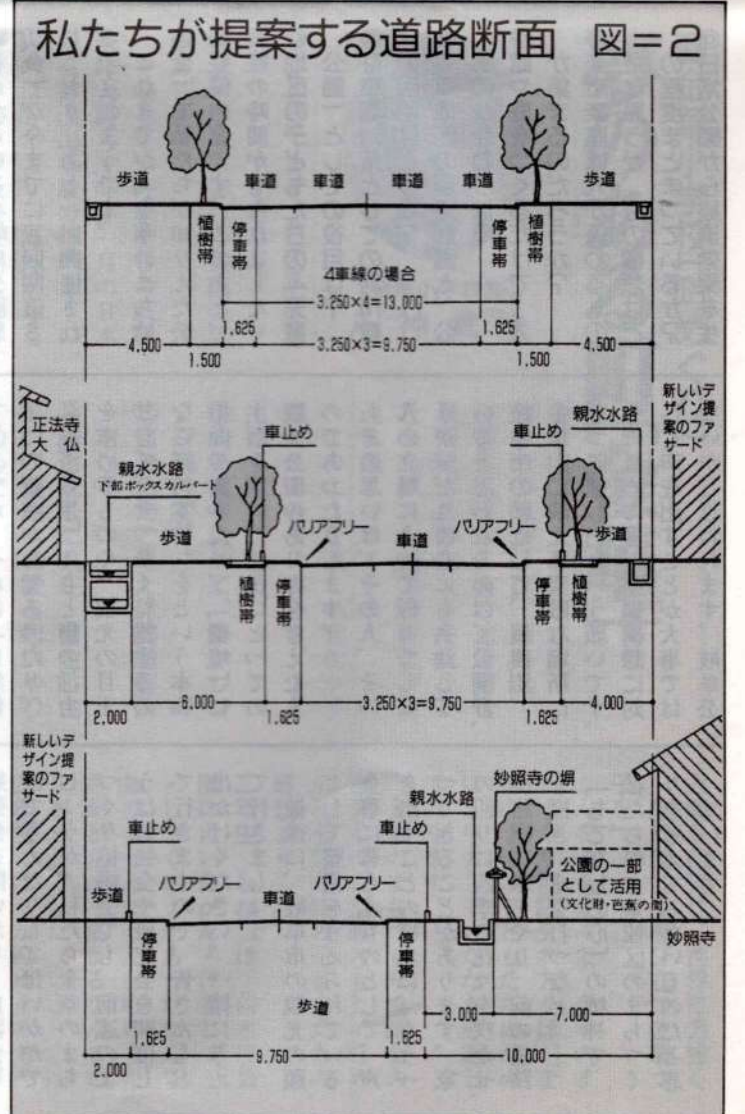 私たちが提案する道路断面 図=2
歩道
車道
車道
車道
車道
歩道
植樹帯
停車帯
停車帯
植樹帯
4車線の場合
3.250×4=13.000
1.625
1.625
4.500
3.250×3=9.750
4.500
1.500
1.500
正法寺
大仏
新しいデ
ザイン提
案のファ
サード
親水水路
車止め
車止め
親水水路
下部ボックスカルバート
歩道
バリアフリー
車道
バリアフリー
歩道
植樹帯
停車帯
停車帯
植樹帯
2.000
6.000
1.625
3.250×3=9.750
1.625
4.000
新しいデ
ザイン提
案のファ
サード
妙照寺の塀
親水水路
車止め
車止め
歩道
バリアフリー
車道
バリアフリー
公園の一部
として活用
(文化財・芭蕉の間)
妙照寺
停車帯
停車帯
歩道
3.000
7.000
1.625
9.750
1.625
10.000
2.000